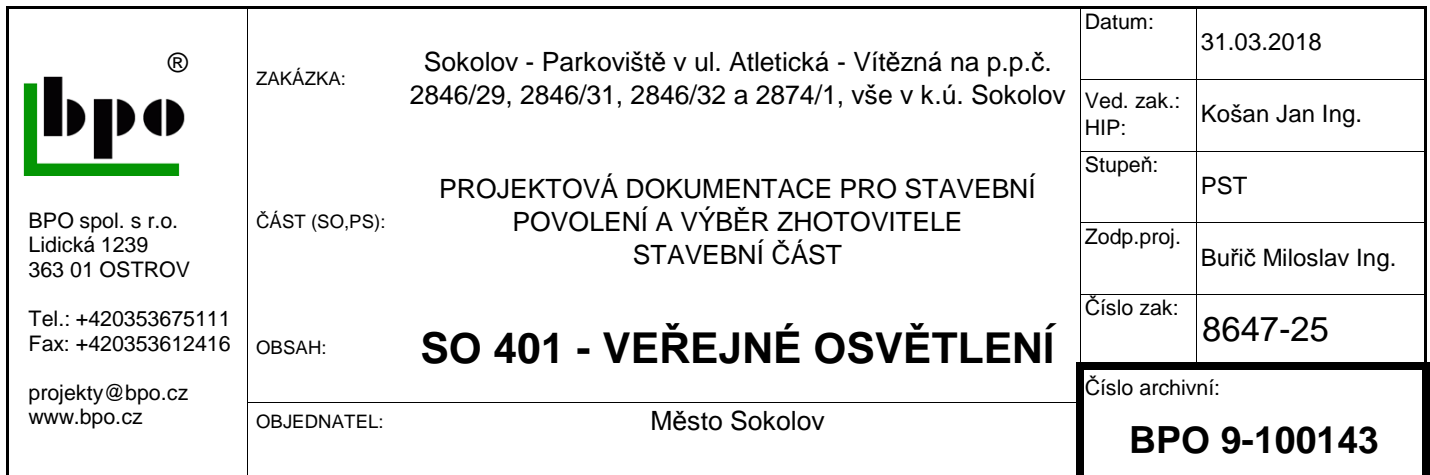 ®
bpo
BPO spol. s r.o.
Lidická 1239
363 01 OSTROV
Tel.: +420353675111
Fax: +420353612416
projekty@bpo.cz
www.bpo.cz
ZAKÁZKA:
Sokolov - Parkoviště v ul. Atletická - Vítězná na p.p.č.
2846/29, 2846/31, 2846/32 a 2874/1, vše v k.ú. Sokolov
ČÁST (SO,PS):
PROJEKTOVÁ DOKUMENTACE PRO STAVEBNÍ
POVOLENÍ A VÝBĚR ZHOTOVITELE
STAVEBNÍ ČÁST
OBSAH:
SO 401 - VEŘEJNÉ OSVĚTLENÍ
OBJEDNATEL:
Město Sokolov
Datum:
31.03.2018
Ved. zak.:
HIP:
Košan Jan Ing.
Stupeň:
PST
Zodp.proj.
Buřič Miloslav Ing.
Číslo zak:
8647-25
Číslo archivní:
BPO 9-100143